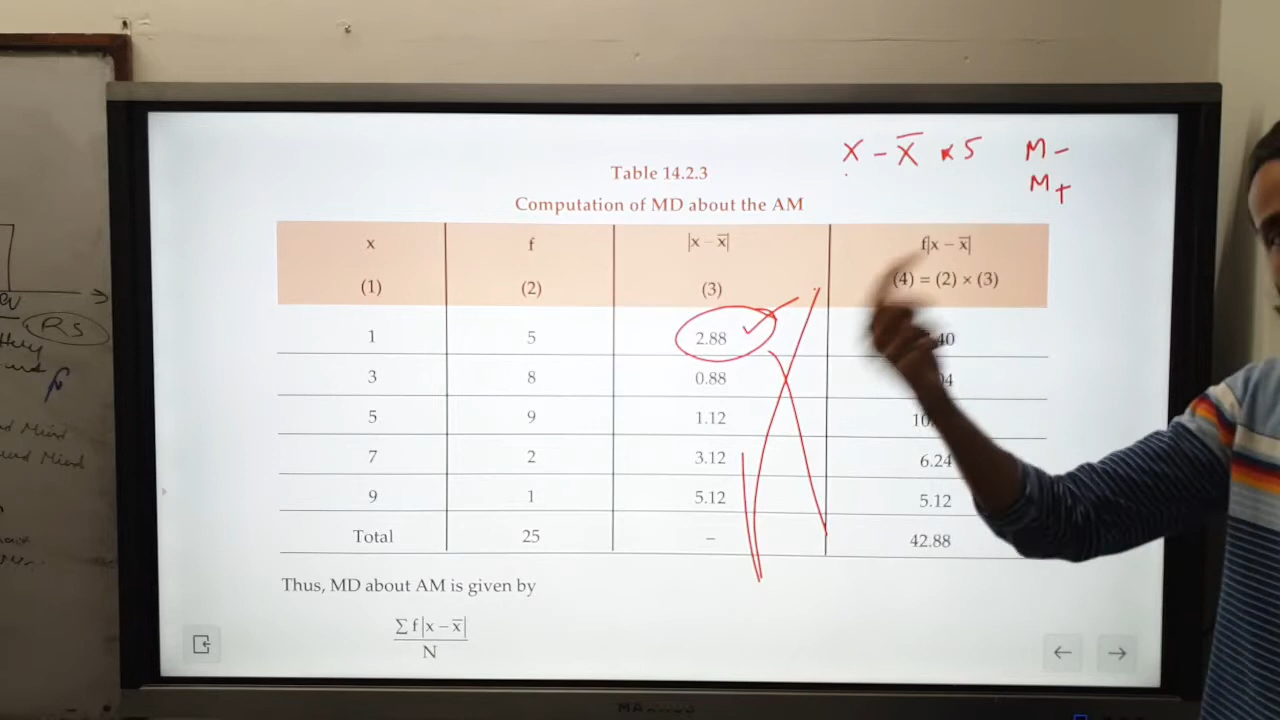 x - x̅ × 5 M-
M+
Table 14.2.3
Computation of MD about the AM
x f |x – x̅| f|x – x̅|
(1) (2) (3) (4) = (2) × (3)
1 5 2.88
3 8 0.88
5 9 1.12
7 2 3.12 6.24
9 1 5.12 5.12
Total 25 – 42.88
Thus, MD about AM is given by
∑ f|x – x̅|
N
RS